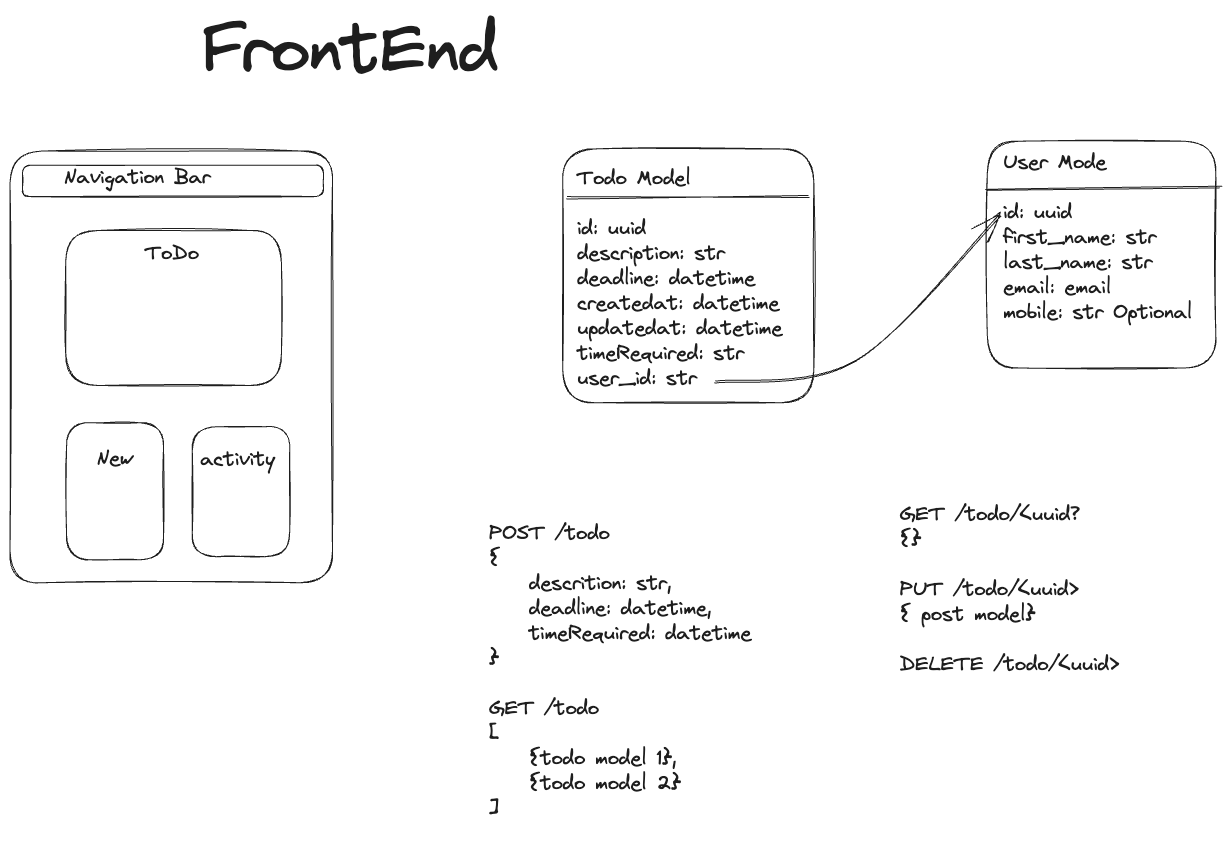 FrontEnd
Navigation Bar
ToDo
New
activity
Todo Model
id: uuid
description: str
deadline: datetime
createdat: datetime
updatedat: datetime
timeRequired: str
user_id: str
User Mode
id: uuid
first_name: str
last_name: str
email: email
mobile: str Optional
POST /todo
{
descrition: str,
deadline: datetime,
timeRequired: datetime
}
GET /todo
[
{todo model 1},
{todo model 2}
]
GET /todo/<uuid?
{}
PUT /todo/<uuid>
{ post model}
DELETE /todo/<uuid>